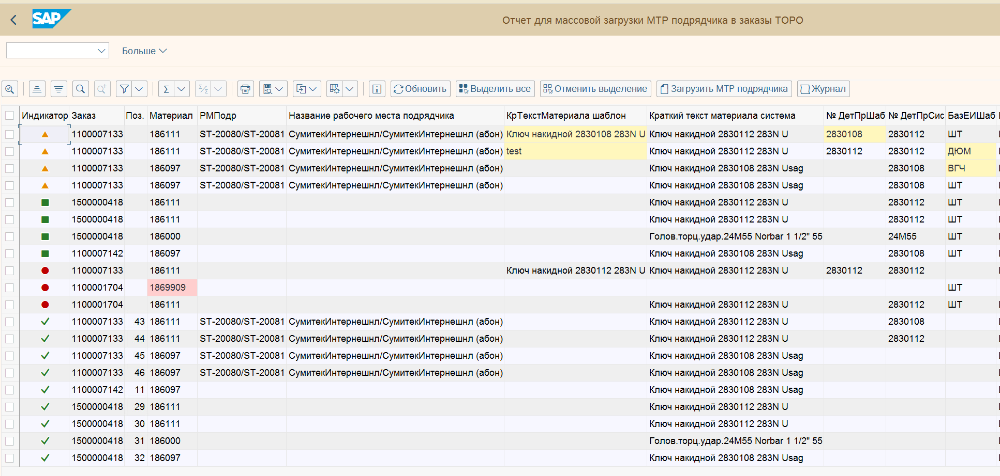 SAP
Отчет для массовой загрузки МТР подрядчика в заказы ТОРО
Больше
Обновить Выделить все Отменить выделение Загрузить МТР подрядчика Журнал
Индикатор Заказ Поз. Материал РМПодр Название рабочего места подрядчика КрТекстМатериала шаблон Краткий текст материала система № ДетПрШаб № ДетПрСис БазЕИШаб
1100007133 186111 ST-20080/ST-20081 СумитекИнтернешнл/СумитекИнтернешнл (абон) Ключ накидной 2830108 283N U Ключ накидной 2830112 283N U 2830108 2830112 ШТ
1100007133 186111 ST-20080/ST-20081 СумитекИнтернешнл/СумитекИнтернешнл (абон) test Ключ накидной 2830112 283N U 2830112 2830112 ДЮМ
1100007133 186097 ST-20080/ST-20081 СумитекИнтернешнл/СумитекИнтернешнл (абон) Ключ накидной 2830108 283N Usag 2830108 ВГЧ
1100007133 186097 ST-20080/ST-20081 СумитекИнтернешнл/СумитекИнтернешнл (абон) Ключ накидной 2830108 283N Usag 2830108 ШТ
1500000418 186111 Ключ накидной 2830112 283N U 2830112 ШТ
1500000418 186111 Ключ накидной 2830112 283N U 2830112 ШТ
1500000418 186000 Голов.торц.удар.24M55 Norbar 1 1/2" 55 24M55 ШТ
1100007142 186097 Ключ накидной 2830108 283N Usag 2830108 ШТ
1100007133 186111 Ключ накидной 2830112 283N U Ключ накидной 2830112 283N U 2830112 2830112
1100001704 1869909 ШТ
1100001704 186111 Ключ накидной 2830112 283N U 2830112 ШТ
1100007133 43 186111 ST-20080/ST-20081 СумитекИнтернешнл/СумитекИнтернешнл (абон) Ключ накидной 2830112 283N U 2830108
1100007133 44 186111 ST-20080/ST-20081 СумитекИнтернешнл/СумитекИнтернешнл (абон) Ключ накидной 2830112 283N U 2830112
1100007133 45 186097 ST-20080/ST-20081 СумитекИнтернешнл/СумитекИнтернешнл (абон) Ключ накидной 2830108 283N Usag
1100007133 46 186097 ST-20080/ST-20081 СумитекИнтернешнл/СумитекИнтернешнл (абон) Ключ накидной 2830108 283N Usag
1100007142 11 186097 Ключ накидной 2830108 283N Usag
1500000418 29 186111 Ключ накидной 2830112 283N U
1500000418 30 186111 Ключ накидной 2830112 283N U
1500000418 31 186000 Голов.торц.удар.24M55 Norbar 1 1/2" 55
1500000418 32 186097 Ключ накидной 2830108 283N Usag